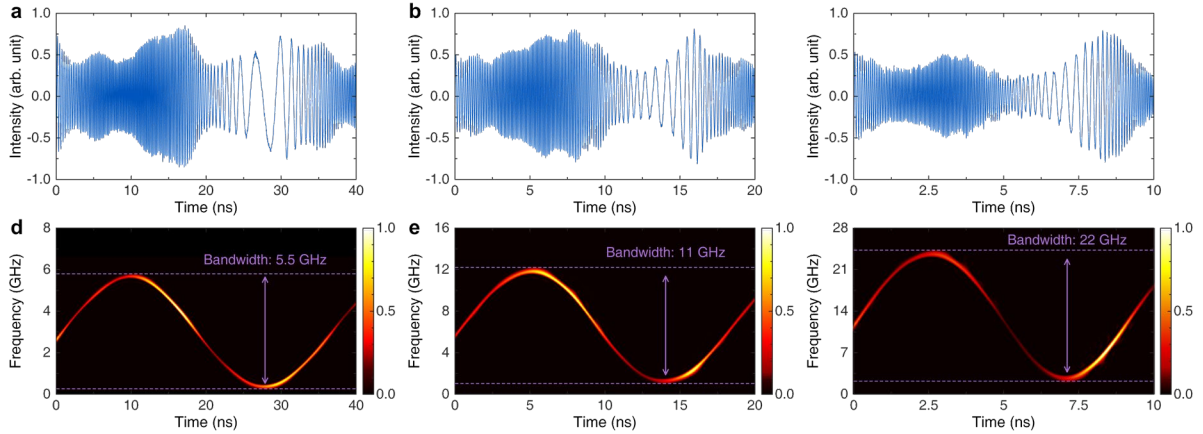 a
1.0
0.5
0.0
-0.5
-1.0
Intensity (arb. unit)
0 10 20 30 40
Time (ns)
b
1.0
0.5
0.0
-0.5
-1.0
Intensity (arb. unit)
0 5 10 15 20
Time (ns)
1.0
0.5
0.0
-0.5
-1.0
Intensity (arb. unit)
0 2.5 5 7.5 10
Time (ns)
d
8
6
4
2
0
Frequency (GHz)
Bandwidth: 5.5 GHz
0 10 20 30 40
Time (ns)
1.0
0.5
0.0
e
16
12
8
4
0
Frequency (GHz)
Bandwidth: 11 GHz
0 5 10 15 20
Time (ns)
1.0
0.5
0.0
28
21
14
7
0
Frequency (GHz)
Bandwidth: 22 GHz
0 2.5 5 7.5 10
Time (ns)
1.0
0.5
0.0